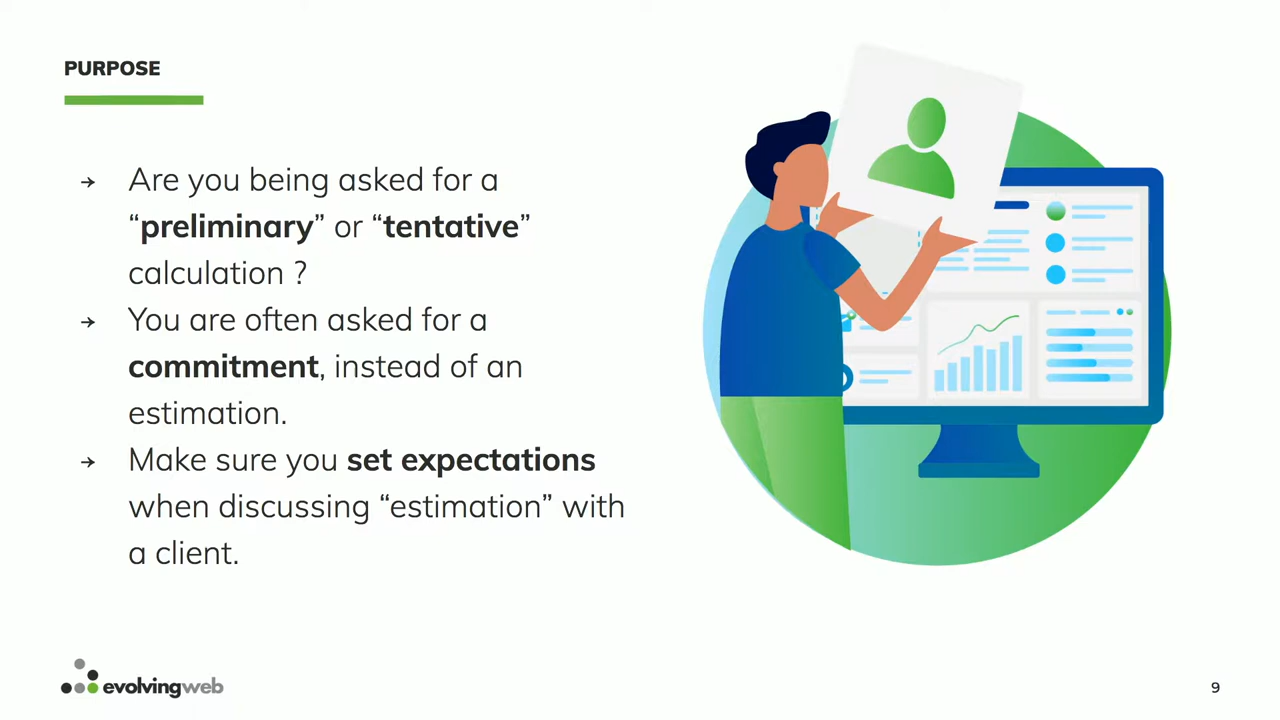 PURPOSE
→ Are you being asked for a
“preliminary” or “tentative”
calculation ?
→ You are often asked for a
commitment, instead of an
estimation.
→ Make sure you set expectations
when discussing “estimation” with
a client.
evolvingweb
9